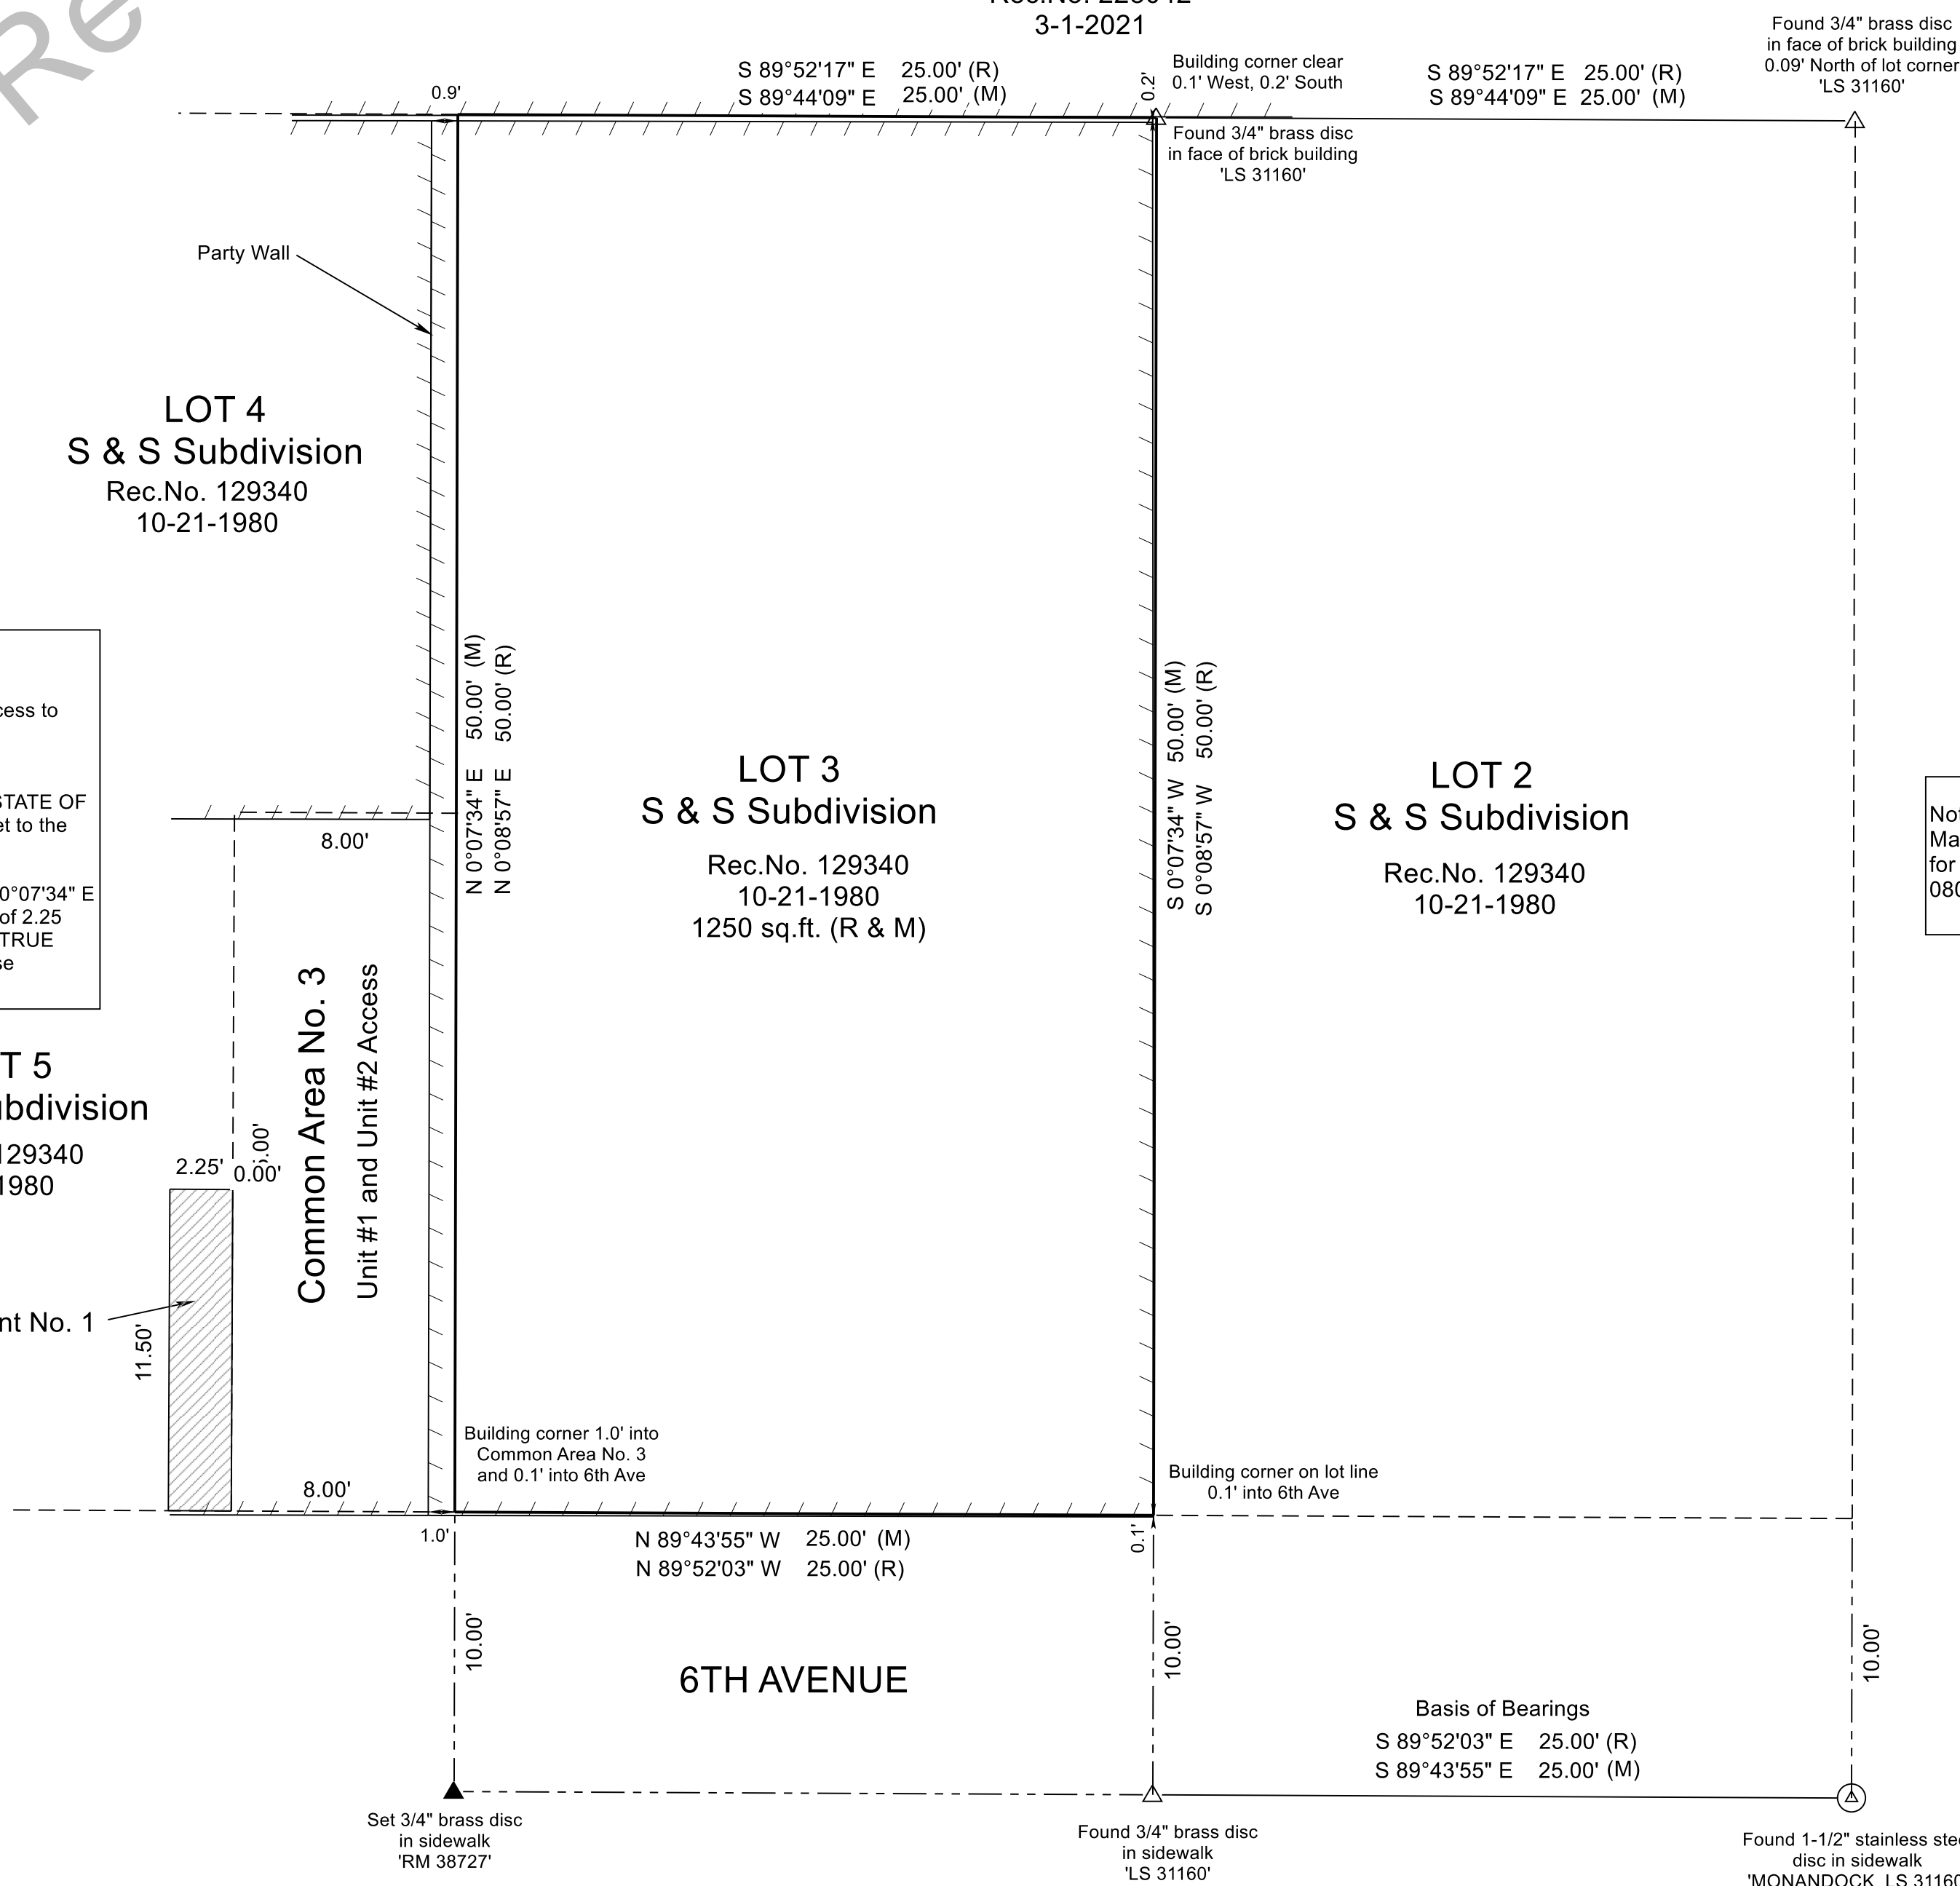 Re
3-1-2021
S 89°52'17" E 25.00' (R)
S 89°44'09" E 25.00' (M)
0.9'
0.2'
Building corner clear
0.1' West, 0.2' South
S 89°52'17" E 25.00' (R)
S 89°44'09" E 25.00' (M)
Found 3/4" brass disc
in face of brick building
0.09' North of lot corner
'LS 31160'
Found 3/4" brass disc
in face of brick building
'LS 31160'
Party Wall
LOT 4
S & S Subdivision
Rec.No. 129340
10-21-1980
N 0°07'34" E 50.00' (M)
N 0°08'57" E 50.00' (R)
LOT 3
S & S Subdivision
Rec.No. 129340
10-21-1980
1250 sq.ft. (R & M)
S 0°07'34" W 50.00' (M)
S 0°08'57" W 50.00' (R)
LOT 2
S & S Subdivision
Rec.No. 129340
10-21-1980
cess to
STATE OF
et to the
0°07'34" E
of 2.25
TRUE
se
Not
Ma
for
080
8.00'
Common Area No. 3
Unit #1 and Unit #2 Access
T 5
ubdivision
129340
1980
2.25'
0.00'
.00'
nt No. 1
11.50'
8.00'
Building corner 1.0' into
Common Area No. 3
and 0.1' into 6th Ave
Building corner on lot line
0.1' into 6th Ave
1.0'
0.1'
N 89°43'55" W 25.00' (M)
N 89°52'03" W 25.00' (R)
10.00'
6TH AVENUE
10.00'
10.00'
Basis of Bearings
S 89°52'03" E 25.00' (R)
S 89°43'55" E 25.00' (M)
Set 3/4" brass disc
in sidewalk
'RM 38727'
Found 3/4" brass disc
in sidewalk
'LS 31160'
Found 1-1/2" stainless stee
disc in sidewalk
'MONANDOCK LS 31160